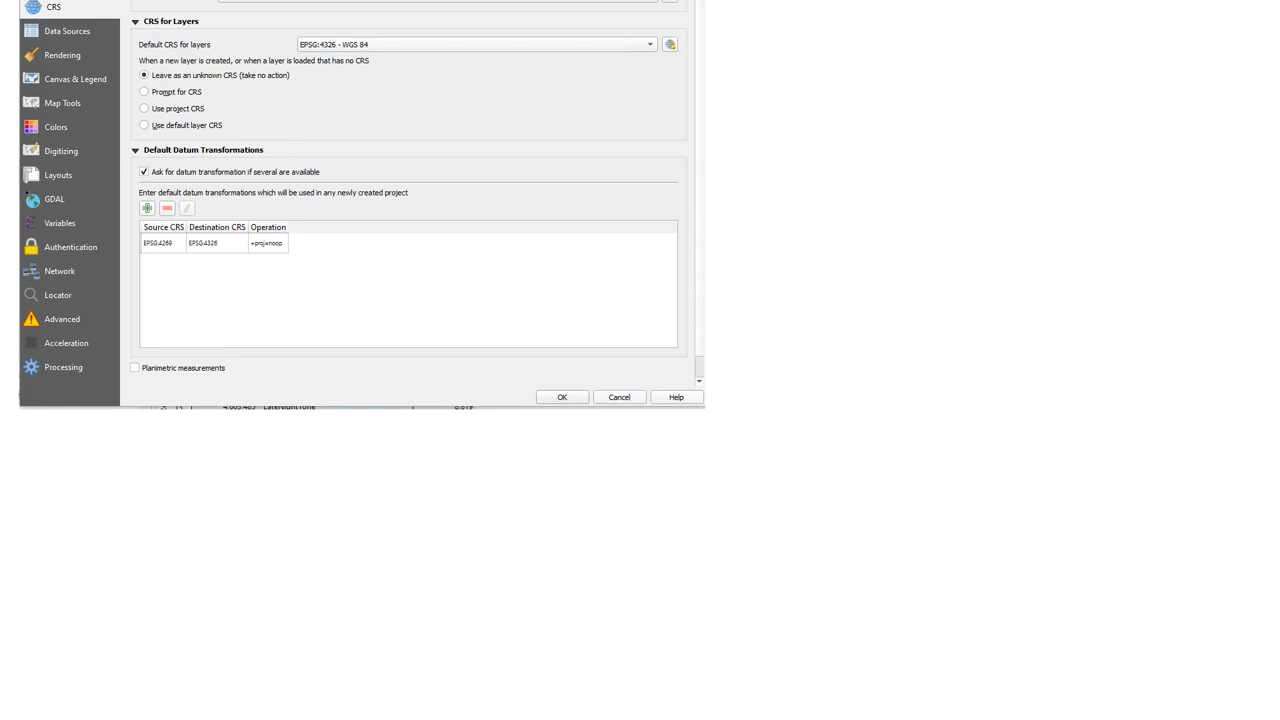 CRS
Data Sources
Rendering
Canvas & Legend
Map Tools
Colors
Digitizing
Layouts
GDAL
Variables
Authentication
Network
Locator
Advanced
Acceleration
Processing
CRS for Layers
Default CRS for layers EPSG:4326 - WGS 84
When a new layer is created, or when a layer is loaded that has no CRS
Leave as an unknown CRS (take no action)
Prompt for CRS
Use project CRS
Use default layer CRS
Default Datum Transformations
Ask for datum transformation if several are available
Enter default datum transformations which will be used in any newly created project
Source CRS Destination CRS Operation
EPSG:4269 EPSG:4326 +proj=noop
Planimetric measurements
OK Cancel Help